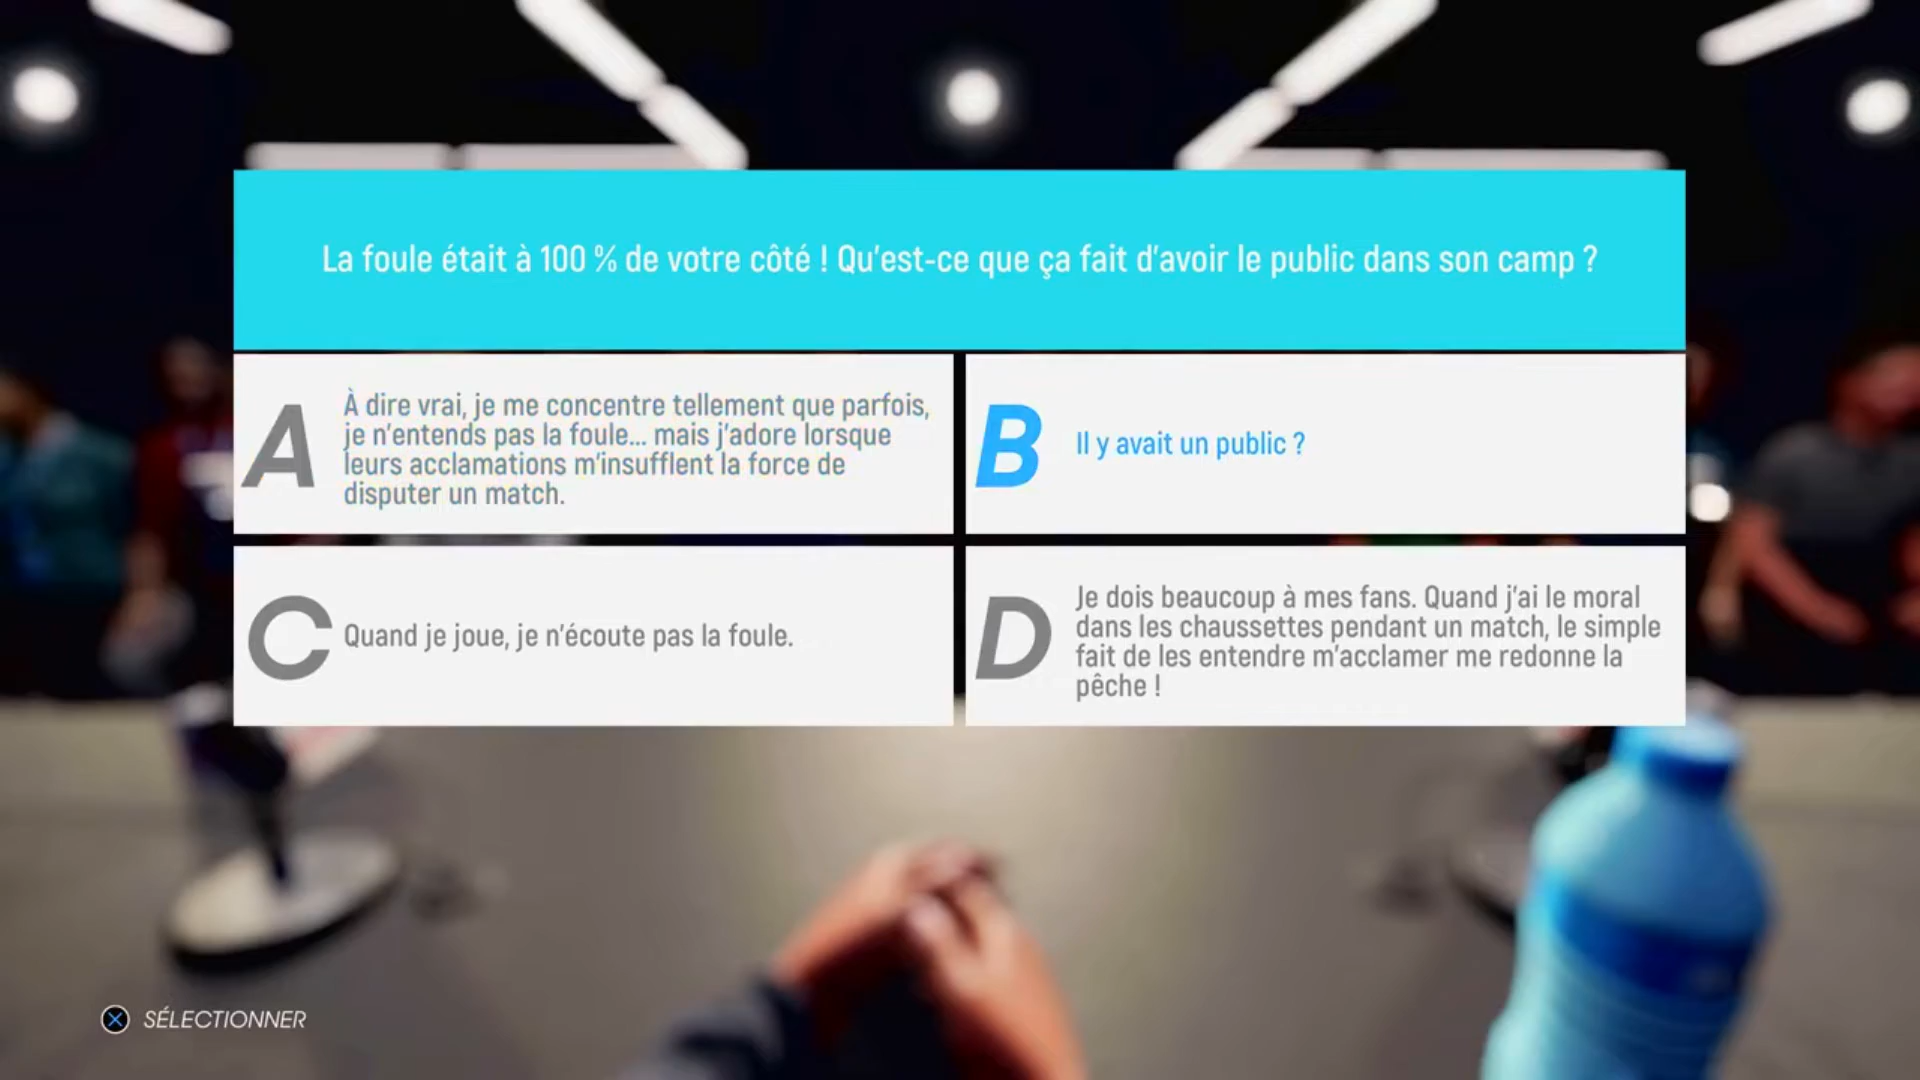 La foule était à 100 % de votre côté ! Qu'est-ce que ça fait d'avoir le public dans son camp ?
A
À dire vrai, je me concentre tellement que parfois,
je n'entends pas la foule... mais j'adore lorsque
leurs acclamations m'insufflent la force de
disputer un match.
B
Il y avait un public ?
C
Quand je joue, je n'écoute pas la foule.
D
Je dois beaucoup à mes fans. Quand j'ai le moral
dans les chaussettes pendant un match, le simple
fait de les entendre m'acclamer me redonne la
pêche !
SÉLECTIONNER